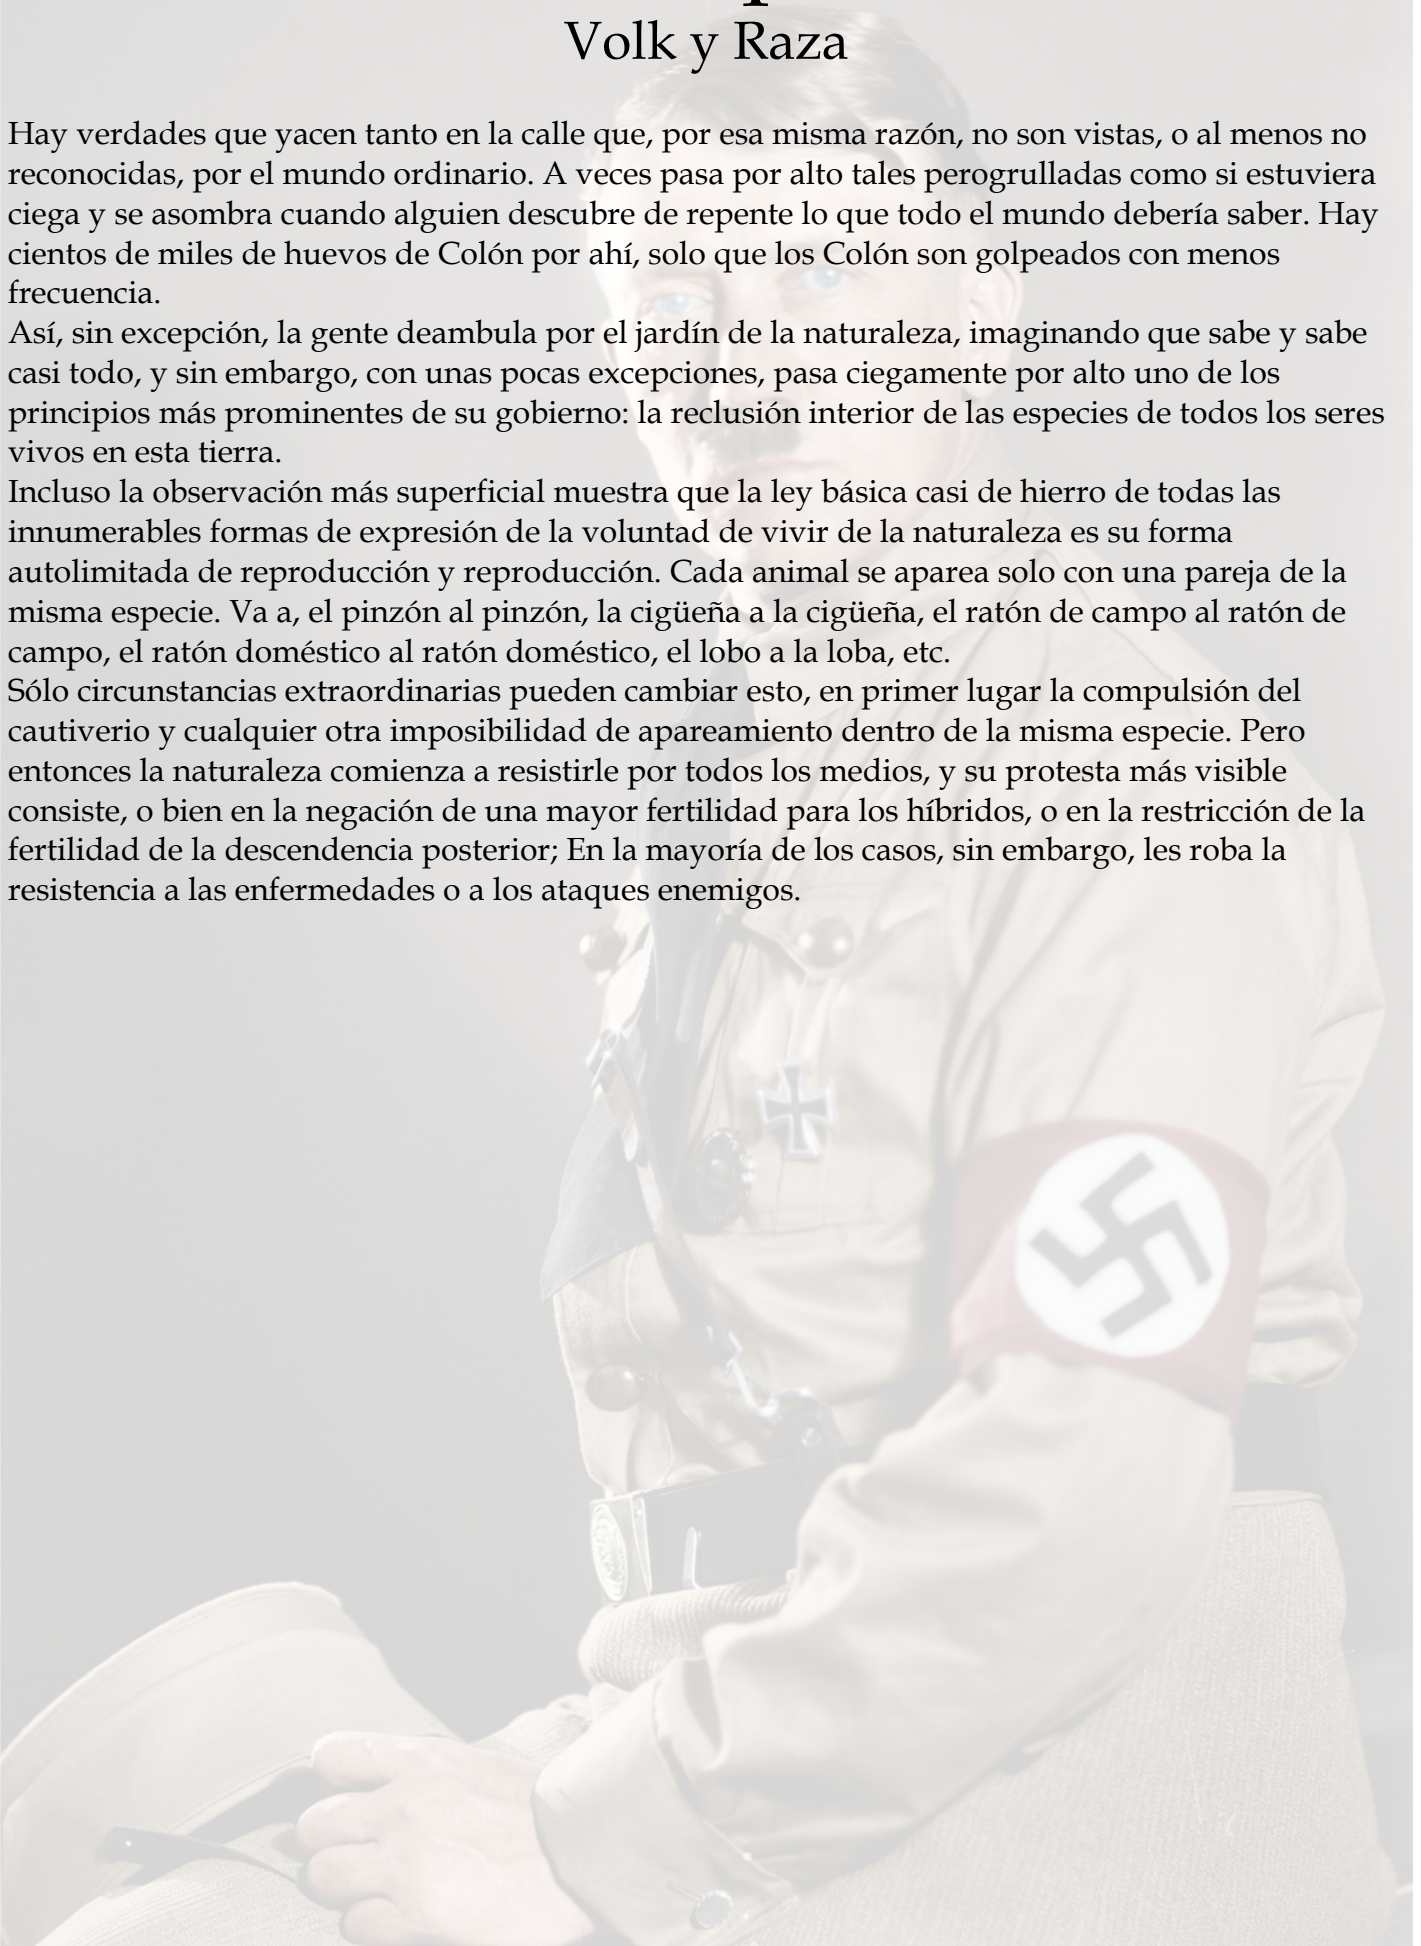 Volk y Raza
Hay verdades que yacen tanto en la calle que, por esa misma razón, no son vistas, o al menos no
reconocidas, por el mundo ordinario. A veces pasa por alto tales perogrulladas como si estuviera
ciega y se asombra cuando alguien descubre de repente lo que todo el mundo debería saber. Hay
cientos de miles de huevos de Colón por ahí, solo que los Colón son golpeados con menos
frecuencia.
Así, sin excepción, la gente deambula por el jardín de la naturaleza, imaginando que sabe y sabe
casi todo, y sin embargo, con unas pocas excepciones, pasa ciegamente por alto uno de los
principios más prominentes de su gobierno: la reclusión interior de las especies de todos los seres
vivos en esta tierra.
Incluso la observación más superficial muestra que la ley básica casi de hierro de todas las
innumerables formas de expresión de la voluntad de vivir de la naturaleza es su forma
autolimitada de reproducción y reproducción. Cada animal se aparea solo con una pareja de la
misma especie. Va a, el pinzón al pinzón, la cigüeña a la cigüeña, el ratón de campo al ratón de
campo, el ratón doméstico al ratón doméstico, el lobo a la loba, etc.
Sólo circunstancias extraordinarias pueden cambiar esto, en primer lugar la compulsión del
cautiverio y cualquier otra imposibilidad de apareamiento dentro de la misma especie. Pero
entonces la naturaleza comienza a resistirle por todos los medios, y su protesta más visible
consiste, o bien en la negación de una mayor fertilidad para los híbridos, o en la restricción de la
fertilidad de la descendencia posterior; En la mayoría de los casos, sin embargo, les roba la
resistencia a las enfermedades o a los ataques enemigos.